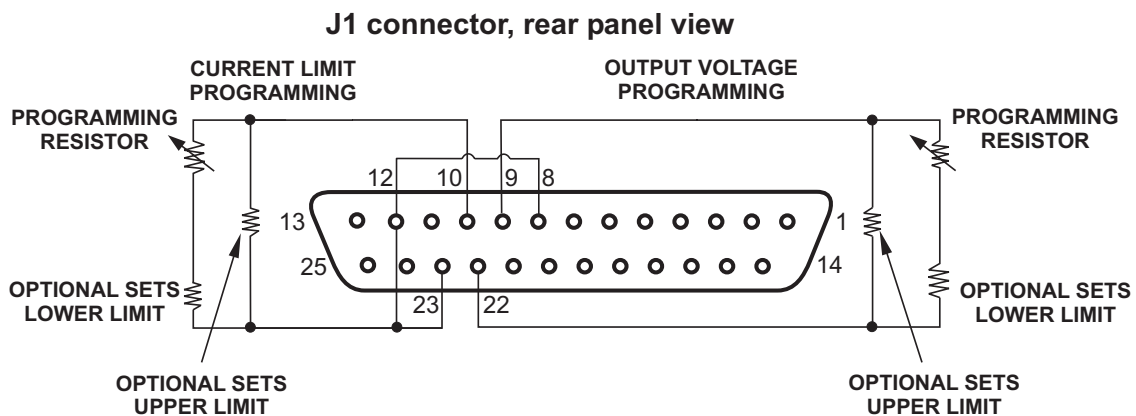 J1 connector, rear panel view
CURRENT LIMIT
PROGRAMMING
OUTPUT VOLTAGE
PROGRAMMING
PROGRAMMING
RESISTOR
PROGRAMMING
RESISTOR
12
10
9
8
13
1
25
14
23
22
OPTIONAL SETS
LOWER LIMIT
OPTIONAL SETS
LOWER LIMIT
OPTIONAL SETS
UPPER LIMIT
OPTIONAL SETS
UPPER LIMIT